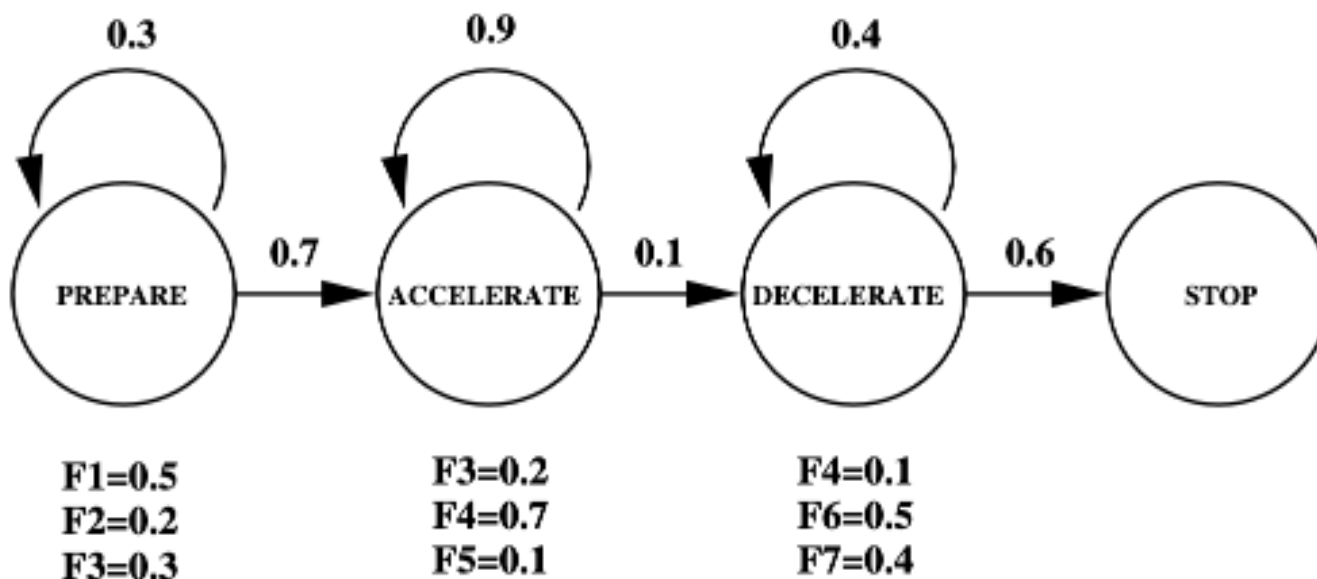 0.3 0.9 0.4
0.7 0.1 0.6
PREPARE ACCELERATE DECELERATE STOP
F1=0.5 F3=0.2 F4=0.1
F2=0.2 F4=0.7 F6=0.5
F3=0.3 F5=0.1 F7=0.4